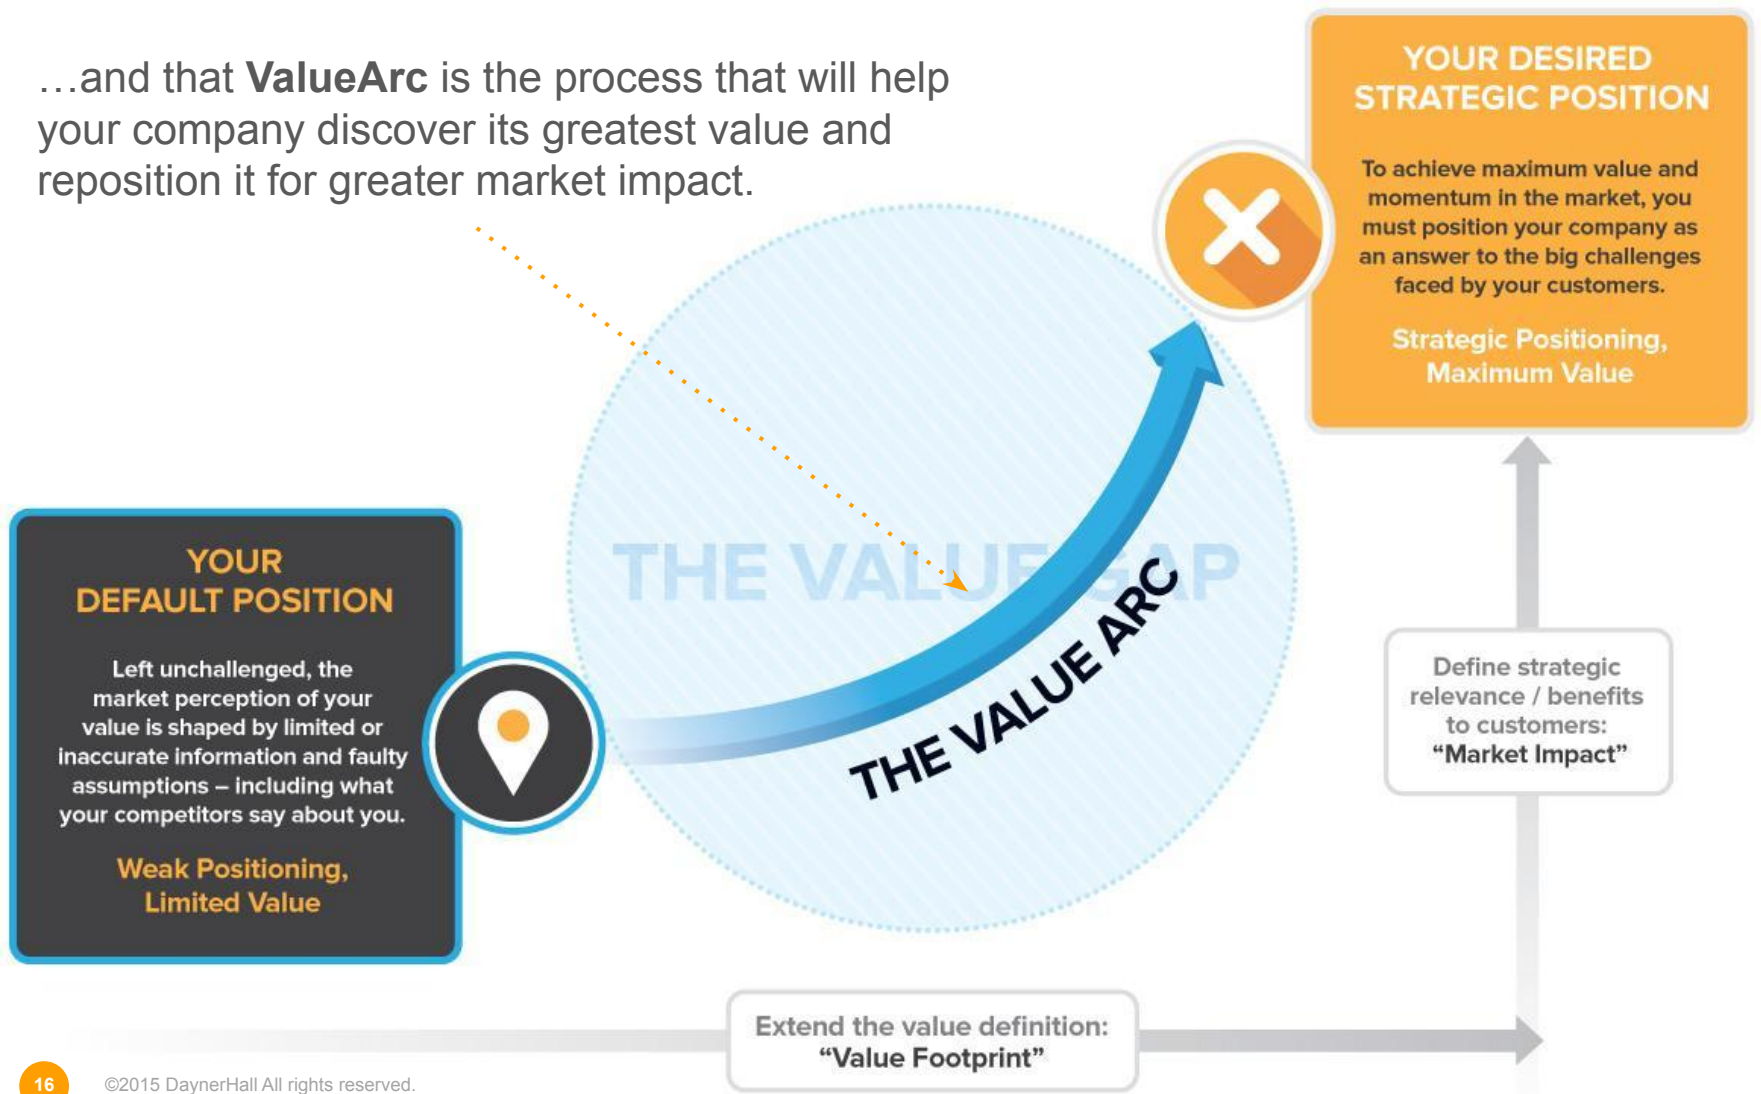 …and that ValueArc is the process that will help
your company discover its greatest value and
reposition it for greater market impact.
YOUR DESIRED
STRATEGIC POSITION
To achieve maximum value and
momentum in the market, you
must position your company as
an answer to the big challenges
faced by your customers.
Strategic Positioning,
Maximum Value
THE VALUE GAP
THE VALUE ARC
YOUR
DEFAULT POSITION
Left unchallenged, the
market perception of your
value is shaped by limited or
inaccurate information and faulty
assumptions – including what
your competitors say about you.
Weak Positioning,
Limited Value
Define strategic
relevance / benefits
to customers:
“Market Impact”
Extend the value definition:
“Value Footprint”
16
©2015 DaynerHall All rights reserved.